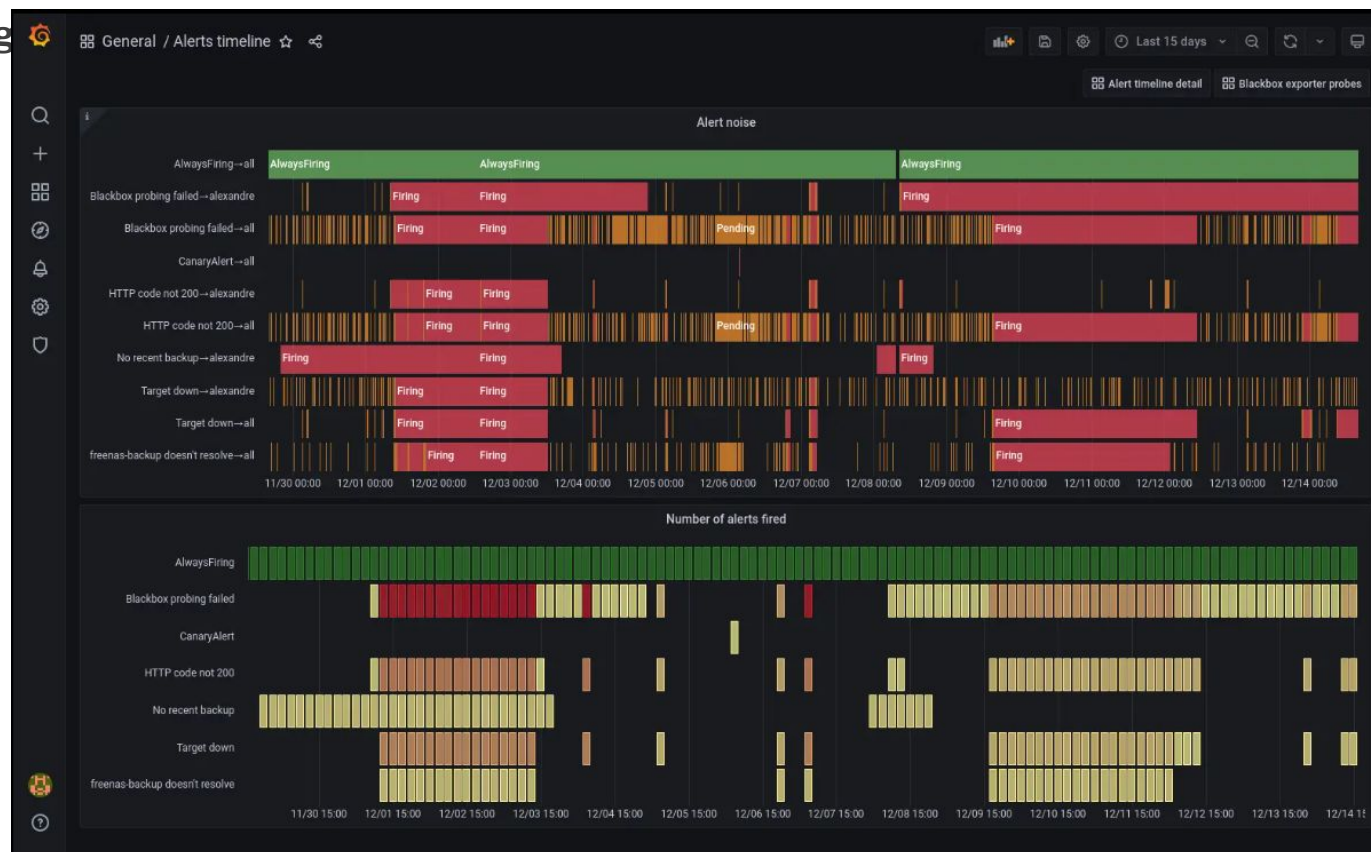 g
General / Alerts timeline
Last 15 days
Alert timeline detail Blackbox exporter probes
i
Alert noise
AlwaysFiring→all AlwaysFiring AlwaysFiring AlwaysFiring
Blackbox probing failed→alexandre Firing Firing Firing
Blackbox probing failed→all Firing Firing Pending Firing
CanaryAlert→all
HTTP code not 200→alexandre Firing Firing
HTTP code not 200→all Firing Firing Pending Firing
No recent backup→alexandre Firing Firing Firing
Target down→alexandre Firing Firing
Target down→all Firing Firing Firing
freenas-backup doesn't resolve→all Firing Firing Firing
11/30 00:00 12/01 00:00 12/02 00:00 12/03 00:00 12/04 00:00 12/05 00:00 12/06 00:00 12/07 00:00 12/08 00:00 12/09 00:00 12/10 00:00 12/11 00:00 12/12 00:00 12/13 00:00 12/14 00:00
Number of alerts fired
AlwaysFiring
Blackbox probing failed
CanaryAlert
HTTP code not 200
No recent backup
Target down
freenas-backup doesn't resolve
11/30 15:00 12/01 15:00 12/02 15:00 12/03 15:00 12/04 15:00 12/05 15:00 12/06 15:00 12/07 15:00 12/08 15:00 12/09 15:00 12/10 15:00 12/11 15:00 12/12 15:00 12/13 15:00 12/14 1